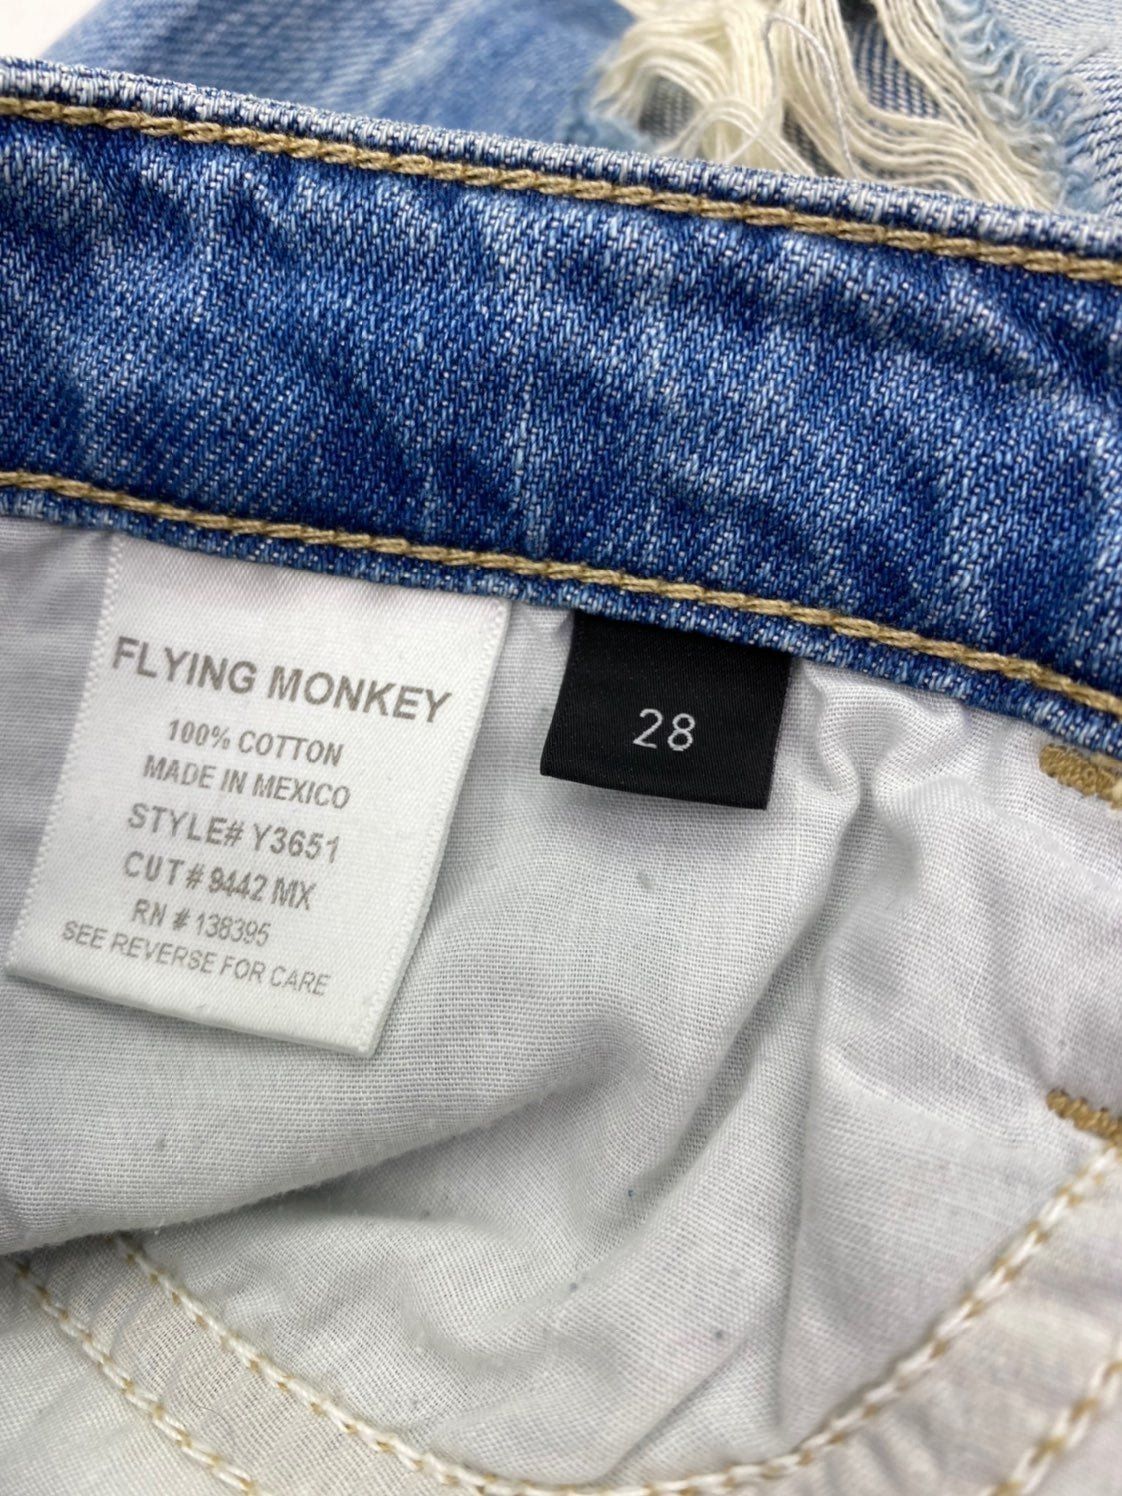 FLYING MONKEY
100% COTTON
MADE IN MEXICO
STYLE# Y3651
CUT # 9442 MX
RN # 138395
SEE REVERSE FOR CARE
28